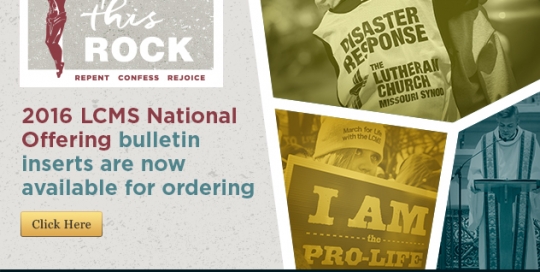 this
ROCK
REPENT CONFESS REJOICE
2016 LCMS National
Offering bulletin
inserts are now
available for ordering
Click Here
DISASTER
RESPONSE
THE
LUTHERAN
CHURCH
MISSOURI SYNOD
March for Life
with the LCMS
I AM
the
PRO-LIFE